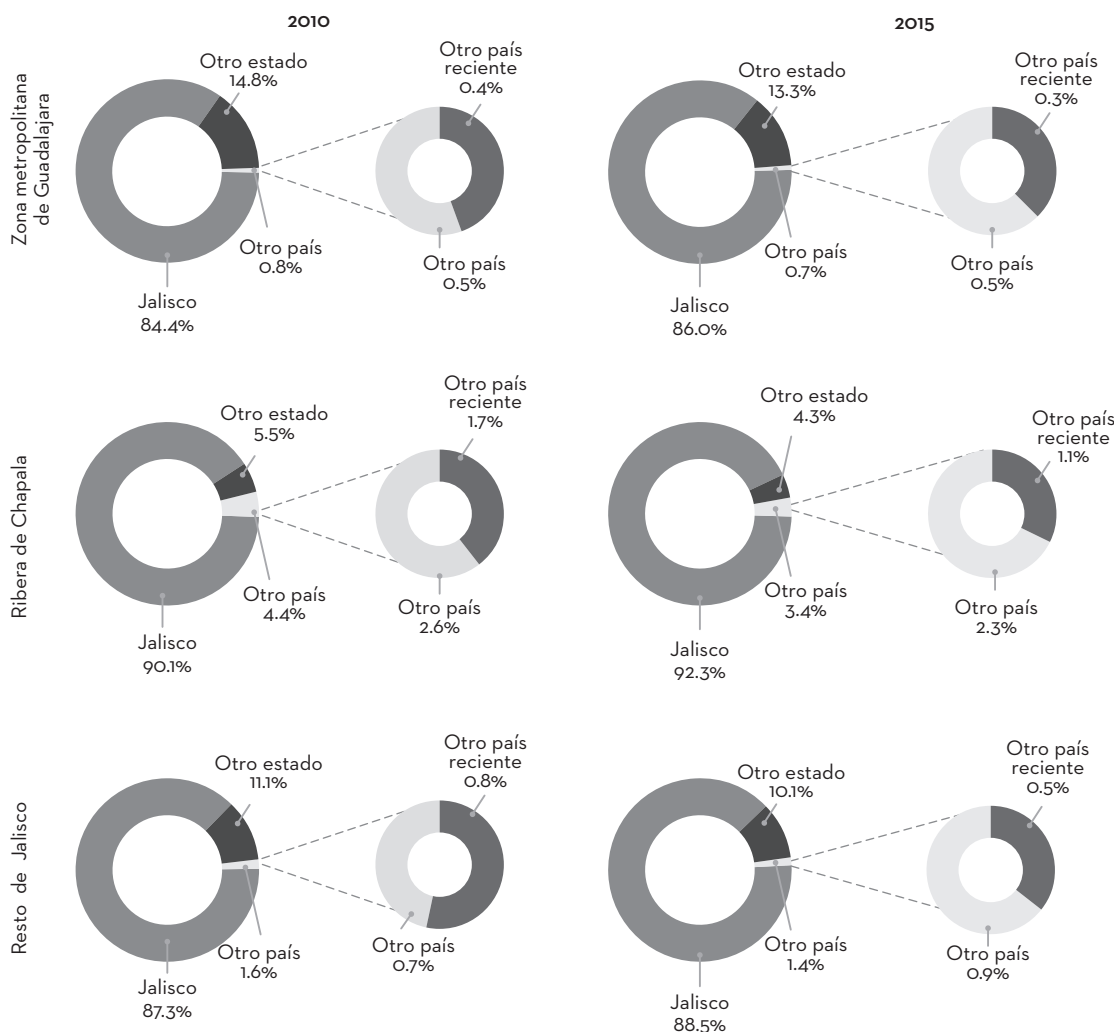 2010
2015
Zona metropolitana
de Guadalajara
Otro estado
14.8%
Otro país
reciente
0.4%
Otro país
0.8%
Otro país
0.5%
Jalisco
84.4%
Otro estado
13.3%
Otro país
reciente
0.3%
Otro país
0.7%
Otro país
0.5%
Jalisco
86.0%
Ribera de Chapala
Otro estado
5.5%
Otro país
reciente
1.7%
Otro país
4.4%
Otro país
2.6%
Jalisco
90.1%
Otro estado
4.3%
Otro país
reciente
1.1%
Otro país
3.4%
Otro país
2.3%
Jalisco
92.3%
Resto de Jalisco
Otro estado
11.1%
Otro país
reciente
0.8%
Otro país
1.6%
Otro país
0.7%
Jalisco
87.3%
Otro estado
10.1%
Otro país
reciente
0.5%
Otro país
1.4%
Otro país
0.9%
Jalisco
88.5%